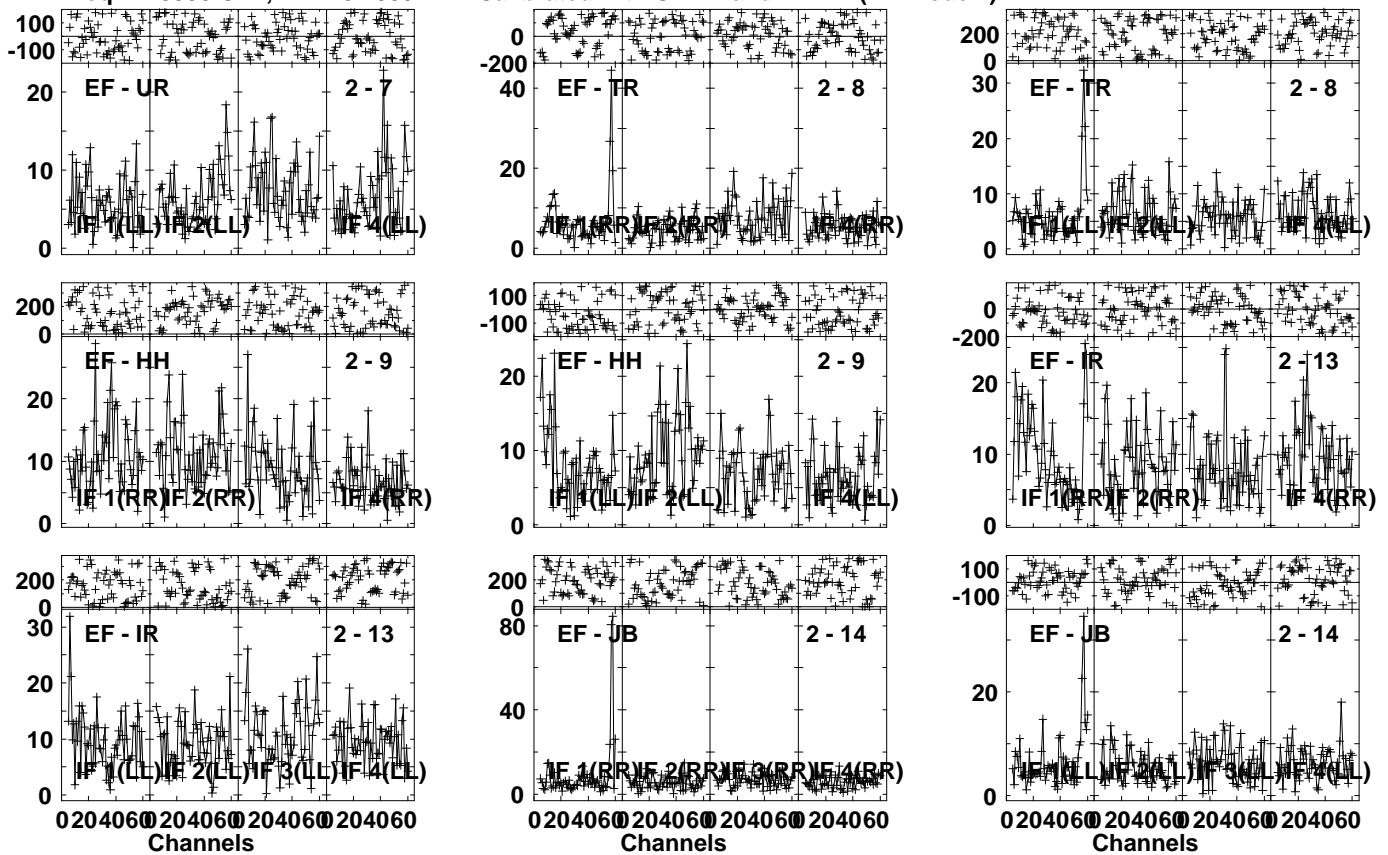 100 0 200
-100 -200 0
EF - UR 2 - 7 EF - TR 2 - 8 EF - TR 2 - 8
20 40 30
10 20 20
10
0 0 0
IF 1(LL) IF 2(LL) IF 4(LL) IF 1(RR) IF 2(RR) IF 4(RR) IF 1(LL) IF 2(LL) IF 4(LL)
200 100 0
0 -100 -200
EF - HH 2 - 9 EF - HH 2 - 9 EF - IR 2 - 13
20 20 20
10 10 10
IF 1(RR) IF 2(RR) IF 4(RR) IF 1(LL) IF 2(LL) IF 4(LL) IF 1(RR) IF 2(RR) IF 4(RR)
0 0 0
200 200 100
0 0 -100
EF - IR 2 - 13 EF - JB 2 - 14 EF - JB 2 - 14
30 80
20 40 20
10
IF 1(LL) IF 2(LL) IF 3(LL) IF 4(LL) IF 1(RR) IF 2(RR) IF 3(RR) IF 4(RR) IF 1(LL) IF 2(LL) IF 3(LL) IF 4(LL)
0 0 0
0 20 40 60 0 20 40 60 0 20 40 60 0 20 40 60 0 20 40 60 0 20 40 60 0 20 40 60 0 20 40 60 0 20 40 60 0 20 40 60 0 20 40 60 0 20 40 60
Channels Channels Channels